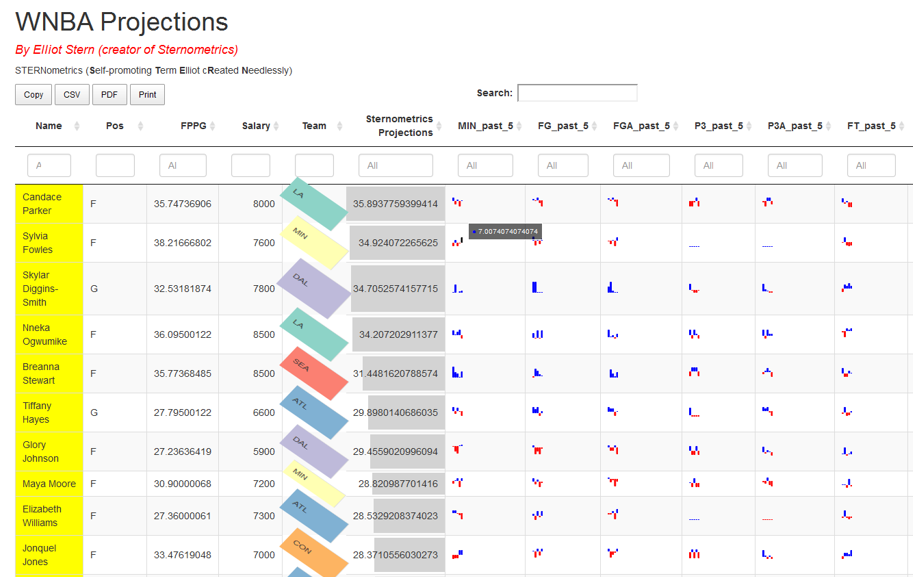 WNBA Projections
By Elliot Stern (creator of Sternometrics)
STERNometrics (Self-promoting Term Elliot cReated Needlessly)
Copy CSV PDF Print Search:
Name Pos FPPG Salary Team Sternometrics Projections MIN_past_5 FG_past_5 FGA_past_5 P3_past_5 P3A_past_5 FT_past_5
A Al All All All All All All All
Candace Parker F 35.74736906 8000 LA 35.8937759399414
7.0074074074074
Sylvia Fowles F 38.21666802 7600 MIN 34.924072265625
Skylar Diggins-Smith G 32.53181874 7800 DAL 34.7052574157715
Nneka Ogwumike F 36.09500122 8500 LA 34.207202911377
Breanna Stewart F 35.77368485 8500 SEA 31.4481620788574
Tiffany Hayes G 27.79500122 6600 ATL 29.8980140686035
Glory Johnson F 27.23636419 5900 DAL 29.4559020996094
Maya Moore F 30.90000068 7200 MIN 28.820987701416
Elizabeth Williams F 27.36000061 7300 ATL 28.5329208374023
Jonquel Jones F 33.47619048 7000 CON 28.3710556030273